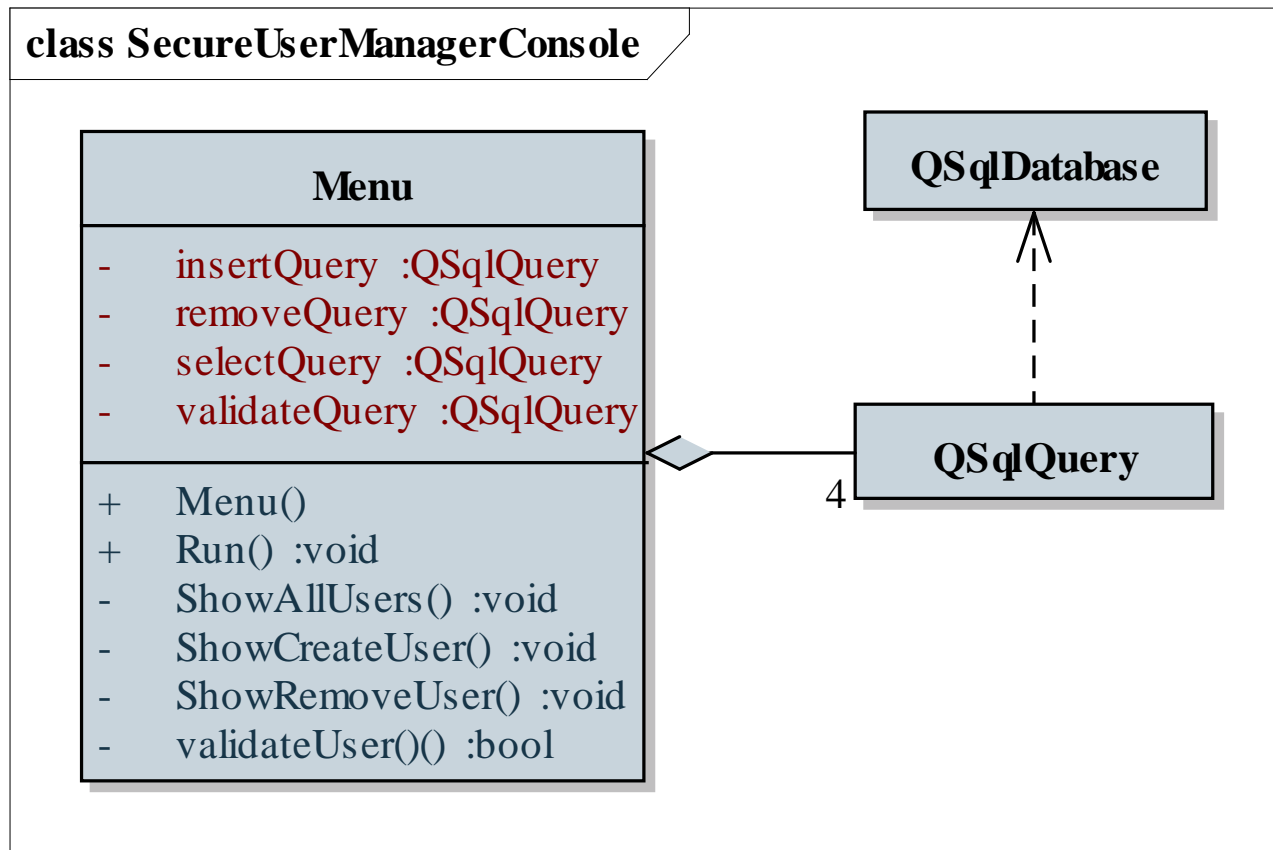 class SecureUserManagerConsole
Menu
- insertQuery :QSqlQuery
- removeQuery :QSqlQuery
- selectQuery :QSqlQuery
- validateQuery :QSqlQuery
+ Menu()
+ Run() :void
- ShowAllUsers() :void
- ShowCreateUser() :void
- ShowRemoveUser() :void
- validateUser()() :bool
QSqlDatabase
QSqlQuery
4